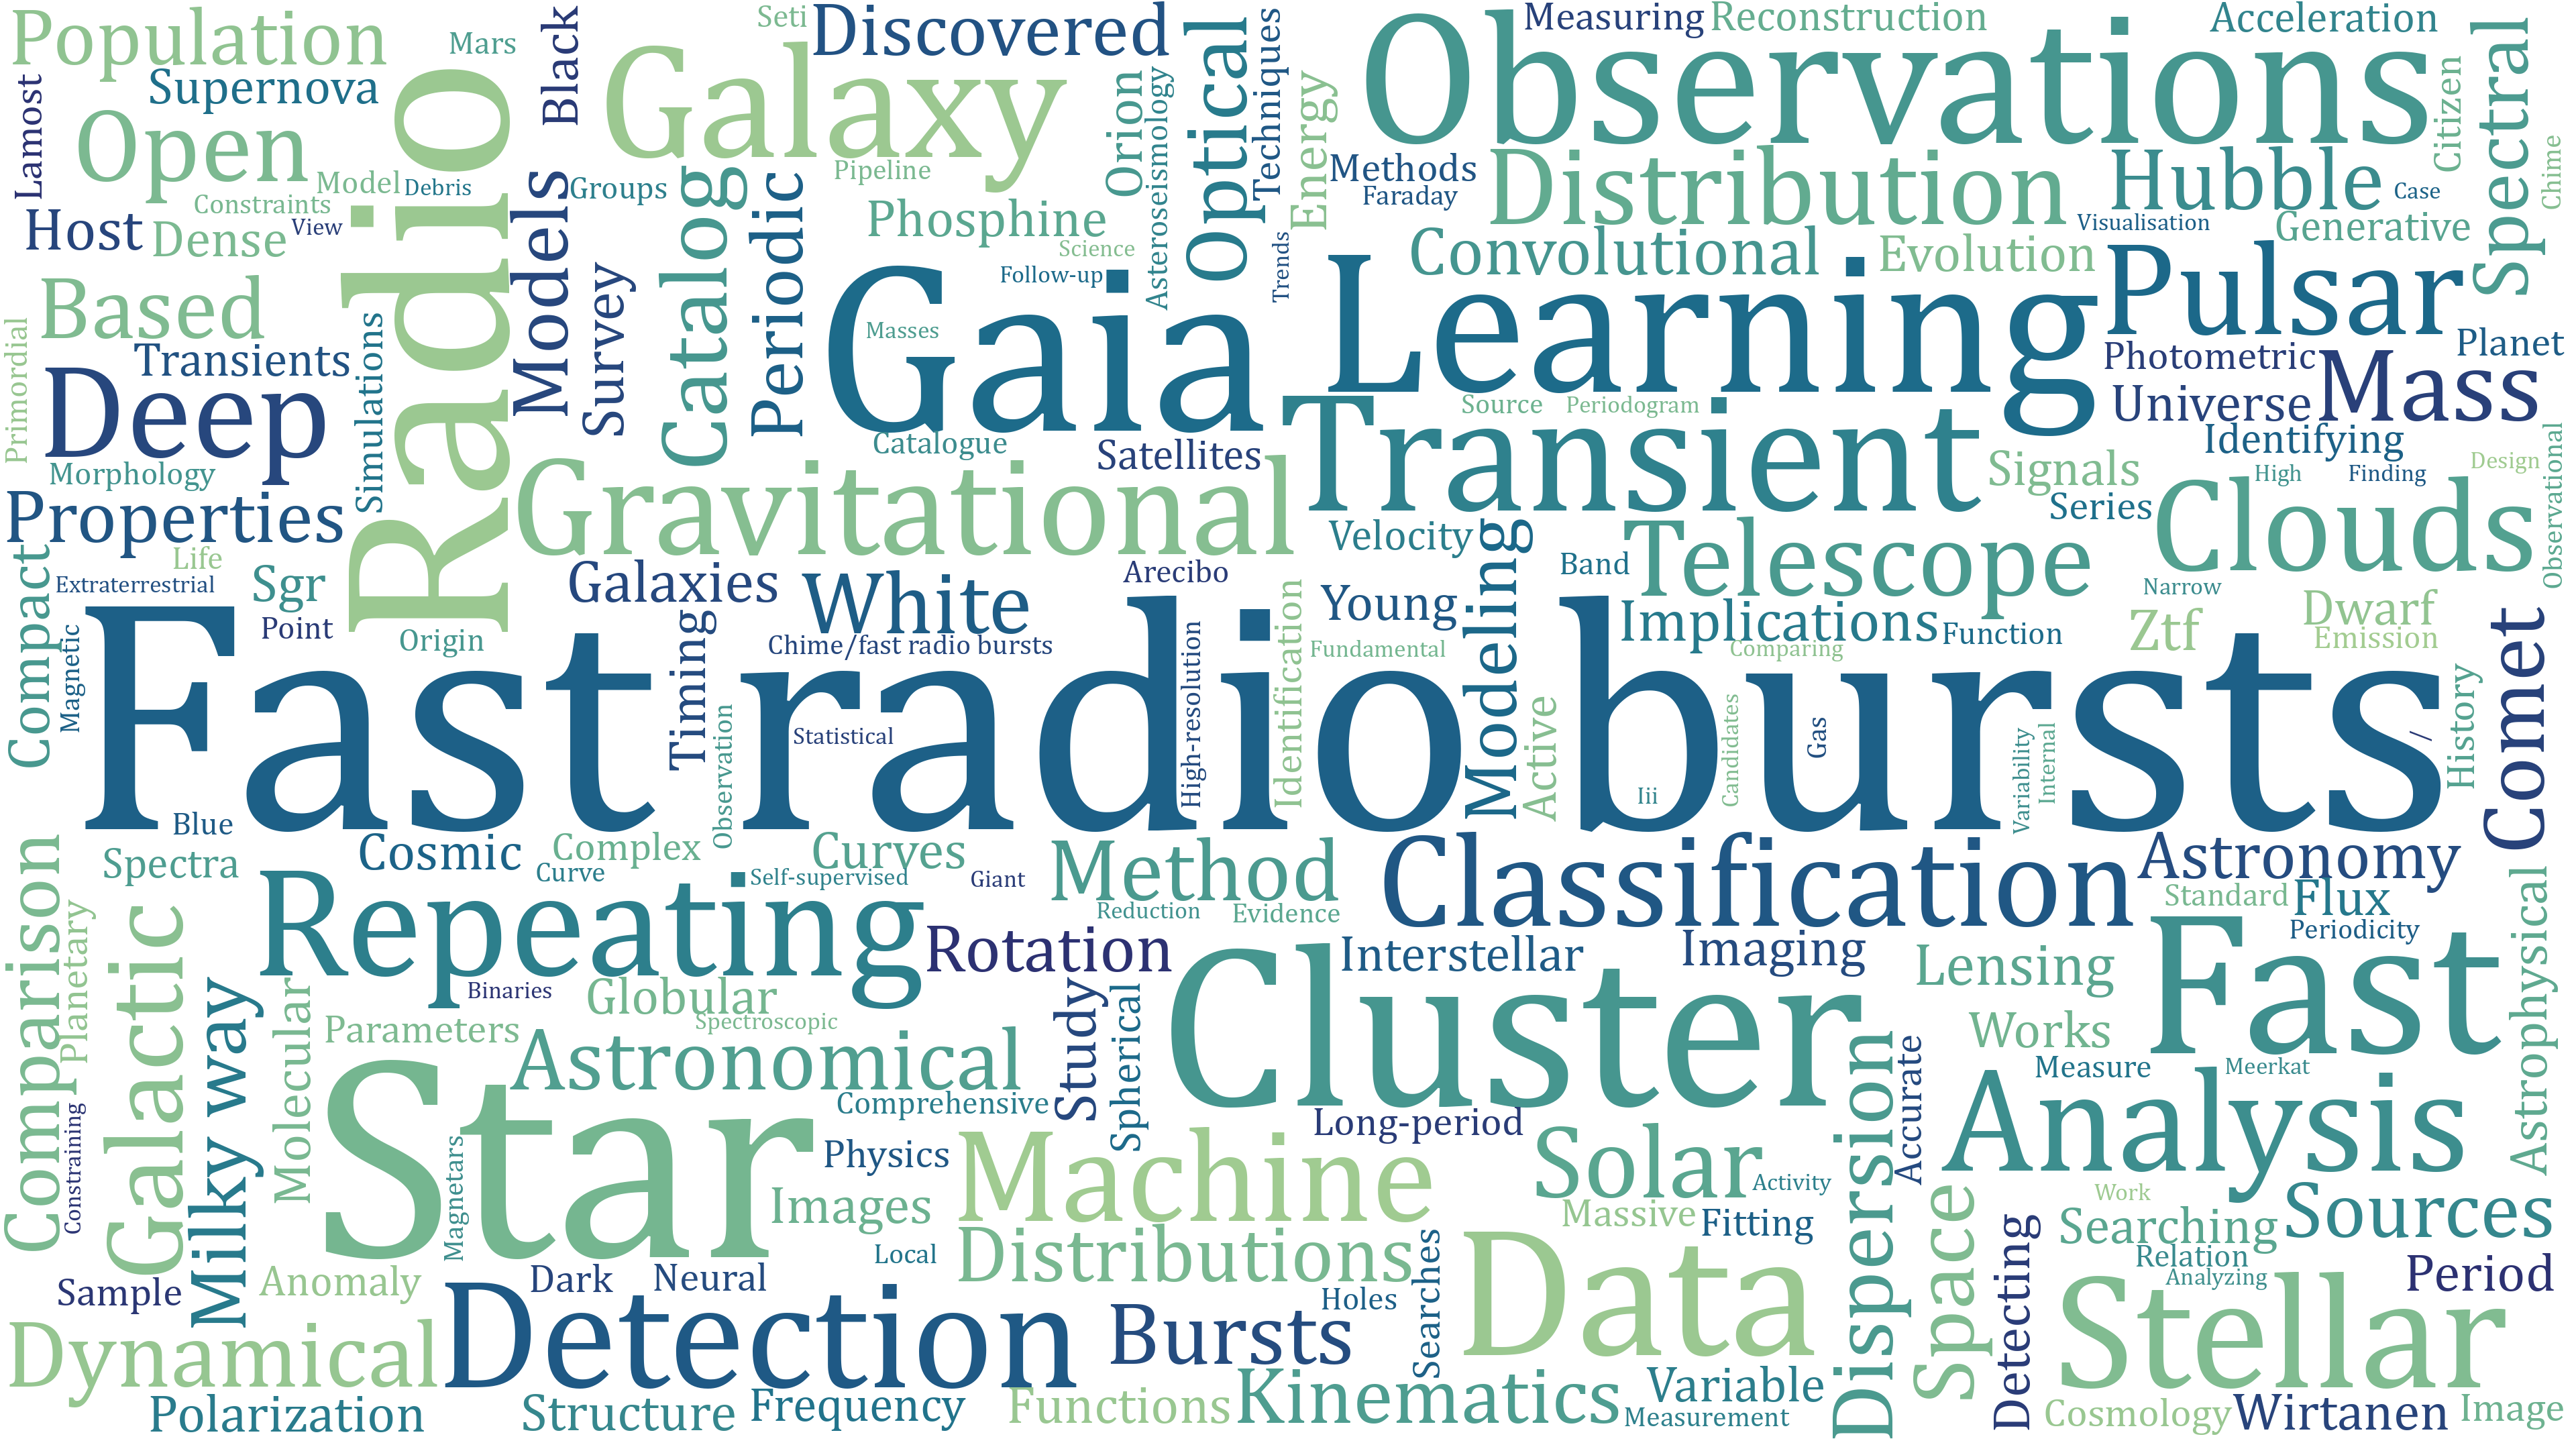 Population
Mars
Black
Seti
Discovered
Techniques
Measuring
Reconstruction
Acceleration
Supernova
Radio
Galaxy
Optical
Observations
Citizen
Spectral
Lamost
Open
Orion
Asteroseismology
Energy
Model
Debris
Groups
Pipeline
Methods
Faraday
Distribution
Hubble
Case
Chime
Constraints
View
Models
Catalog
Periodic
Phosphine
Science
Trends
Visualisation
Generative
Host
Dense
Survey
Follow-up
Convolutional
Evolution
Based
Gaia
Masses
Learning
Pulsar
Primordial
Transients
Simulations
Photometric
Planet
Deep
Catalogue
Satellites
Source
Periodogram
Universe
Mass
Morphology
Transient
Identifying
Signals
High
Finding
Design
Observational
Properties
Gravitational
Velocity
Series
Clouds
Compact
Life
Extraterrestrial
Sgr
Galaxies
White
Arecibo
Modeling
Band
Telescope
Narrow
Identification
Young
Implications
Function
Ztf
Dwarf
Emission
Comet
Magnetic
Point
Origin
Timing
Chime/fast radio bursts
High-resolution
Fundamental
Comparing
Fast radio bursts
Observation
Statistical
Active
Candidates
Gas
Variability
Internal
/
History
Iii
Blue
Cosmic
Complex
Curve
Curves
Self-supervised
Giant
Method
Reduction
Evidence
Classification
Astronomy
Comparison
Spectra
Standard
Flux
Periodicity
Astrophysical
Planetary
Galactic
Repeating
Rotation
Interstellar
Imaging
Lensing
Fast
Binaries
Globular
Spectroscopic
Milky way
Molecular
Parameters
Astronomical
Study
Spherical
Cluster
Works
Measure
Meerkat
Dispersion
Accurate
Comprehensive
Long-period
Analysis
Constraining
Star
Magnetars
Physics
Machine
Solar
Activity
Work
Images
Massive
Fitting
Space
Detecting
Searching
Sources
Local
Distributions
Searches
Relation
Analyzing
Period
Sample
Anomaly
Dark
Neural
Holes
Data
Stellar
Dynamical
Detection
Bursts
Variable
Polarization
Structure
Frequency
Functions
Kinematics
Measurement
Cosmology
Wirtanen
Image